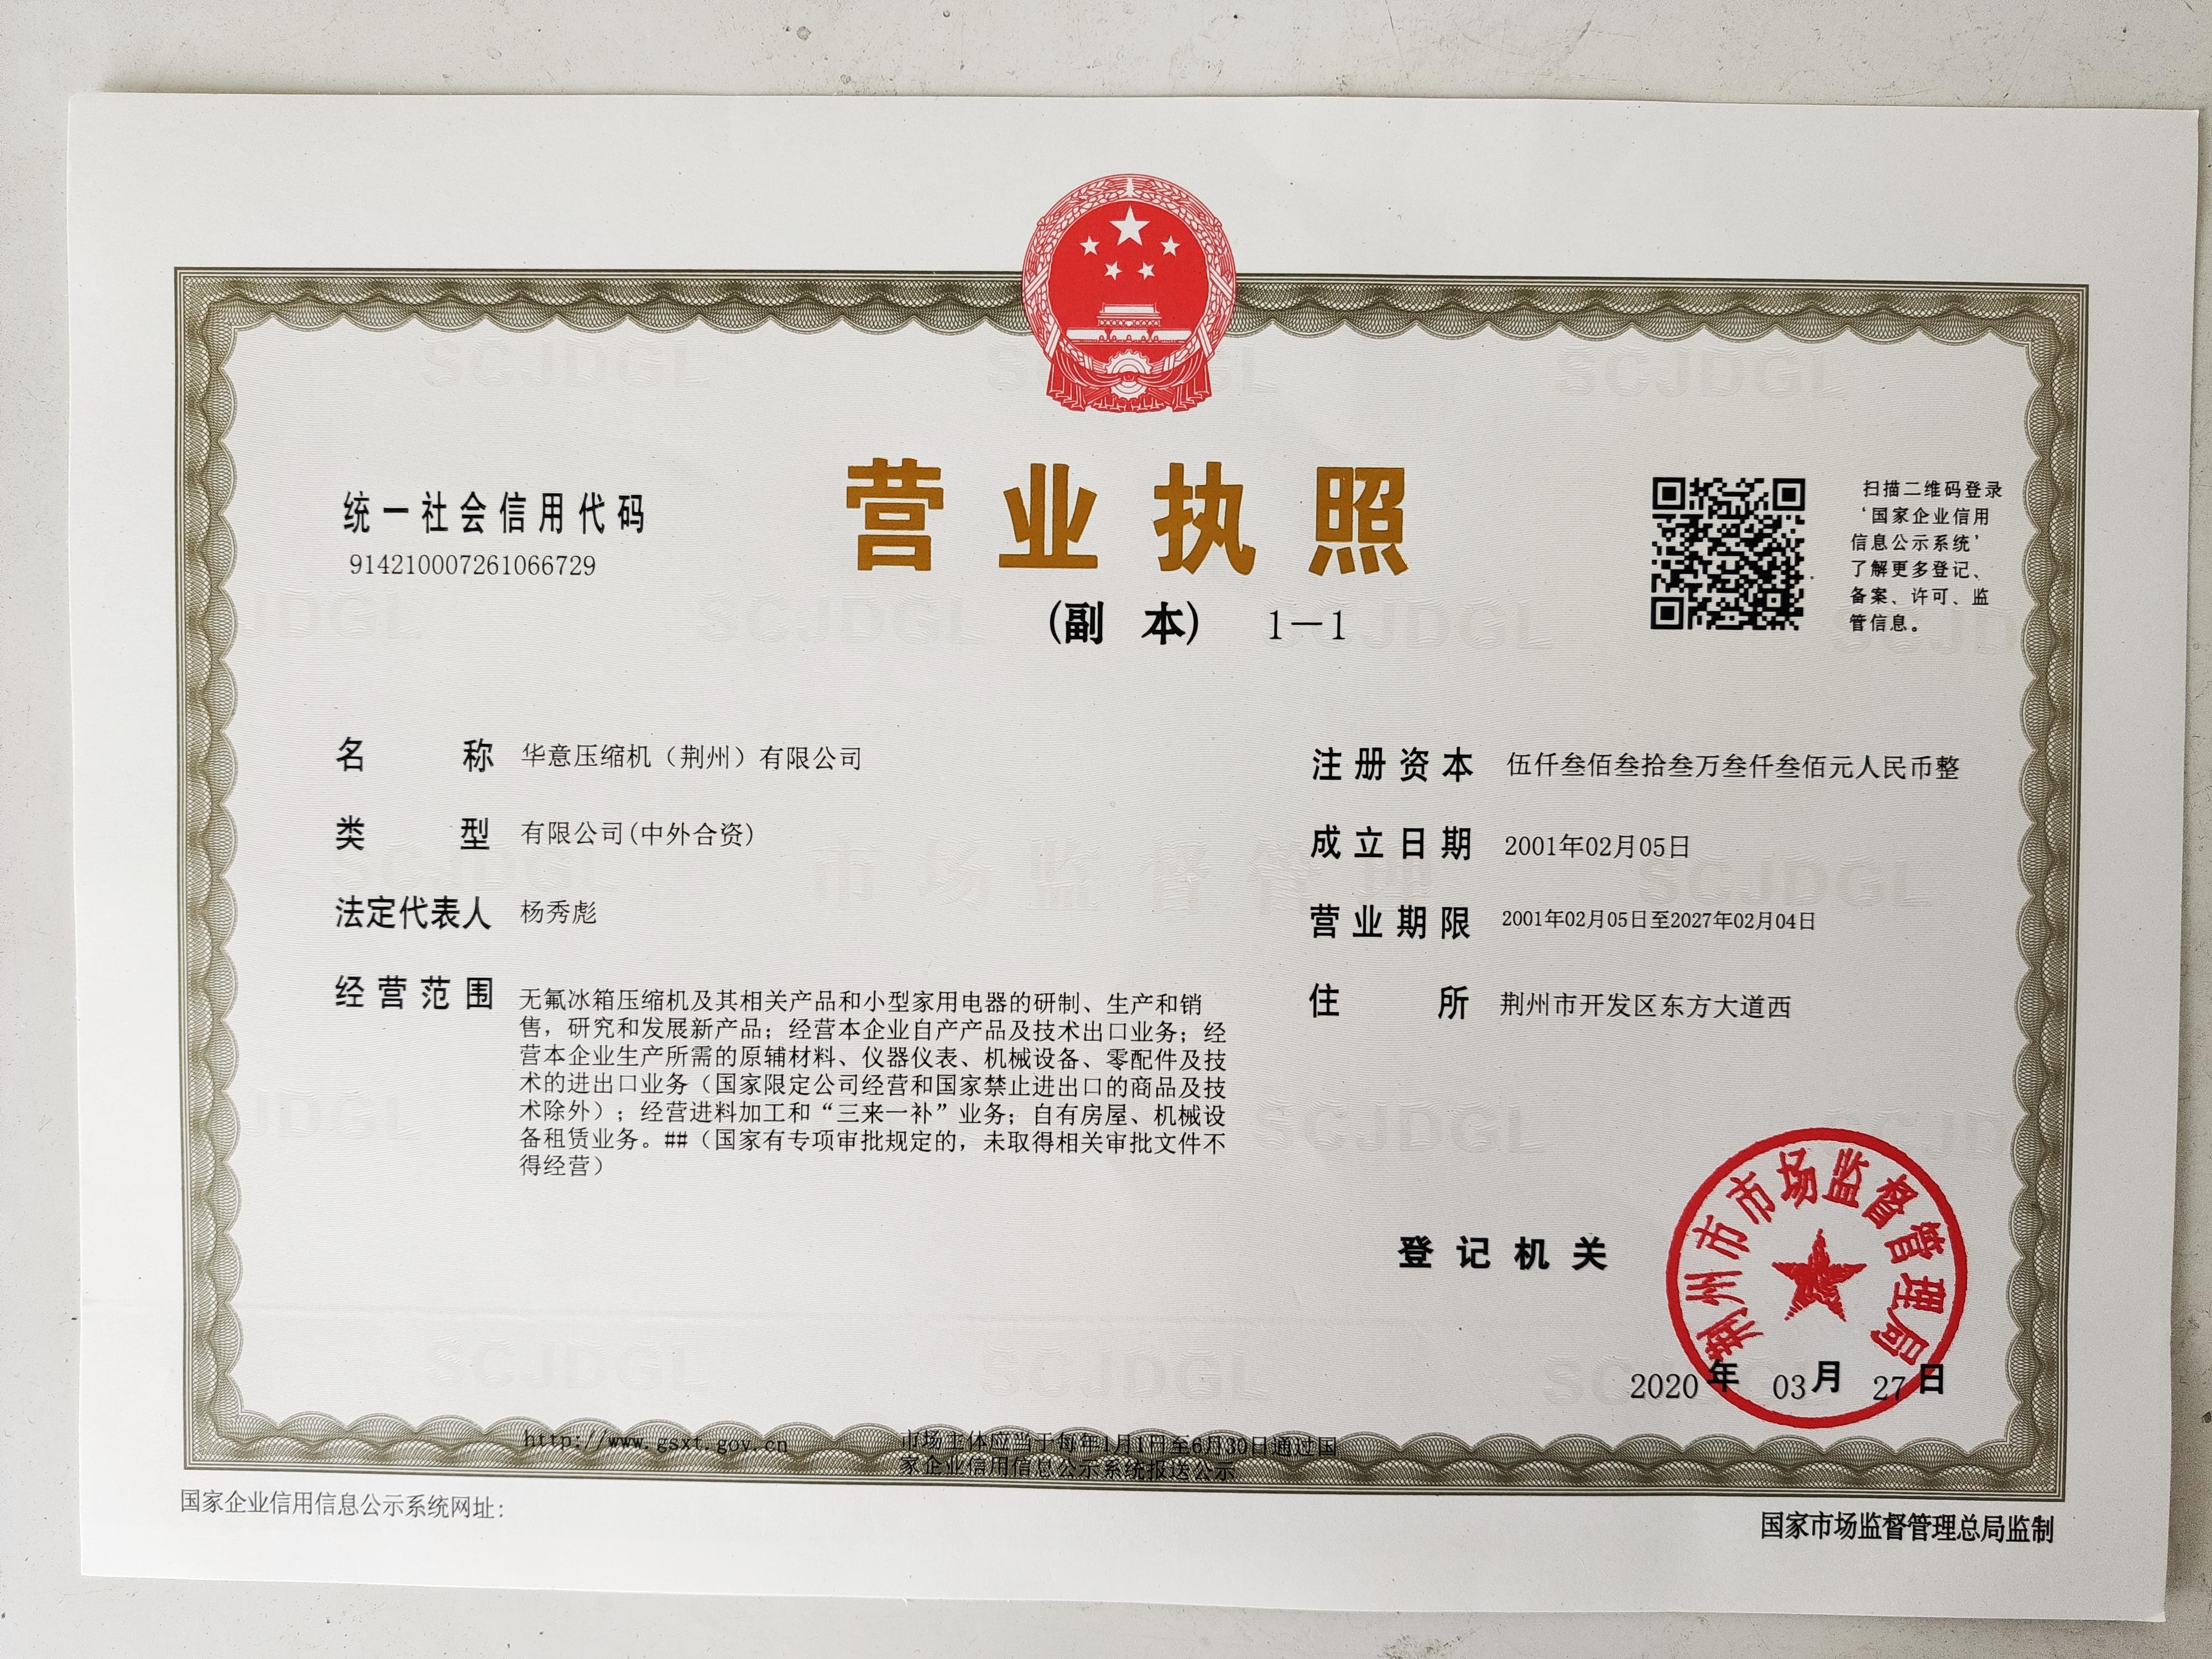 营业执照
(副 本) 1-1
统一社会信用代码
914210007261066729
扫描二维码登录
‘国家企业信用
信息公示系统’
了解更多登记、
备案、许可、监
管信息。
名称 华意压缩机（荆州）有限公司
类型 有限公司(中外合资)
法定代表人 杨秀彪
经营范围 无氟冰箱压缩机及其相关产品和小型家用电器的研制、生产和销
售，研究和发展新产品；经营本企业自产产品及技术出口业务；经
营本企业生产所需的原辅材料、仪器仪表、机械设备、零配件及技
术的进出口业务（国家限定公司经营和国家禁止进出口的商品及技
术除外）；经营进料加工和“三来一补”业务；自有房屋、机械设
备租赁业务。##（国家有专项审批规定的，未取得相关审批文件不
得经营）
注册资本 伍仟叁佰叁拾叁万叁仟叁佰元人民币整
成立日期 2001年02月05日
营业期限 2001年02月05日至2027年02月04日
住所 荆州市开发区东方大道西
登记机关
荆州市市场监督管理局
2020年 03月 27日
http://www.gsxt.gov.cn
市场主体应当于每年1月1日至6月30日通过国
家企业信用信息公示系统报送公示
国家企业信用信息公示系统网址：
国家市场监督管理总局监制
SCJDGL
市场监督管理